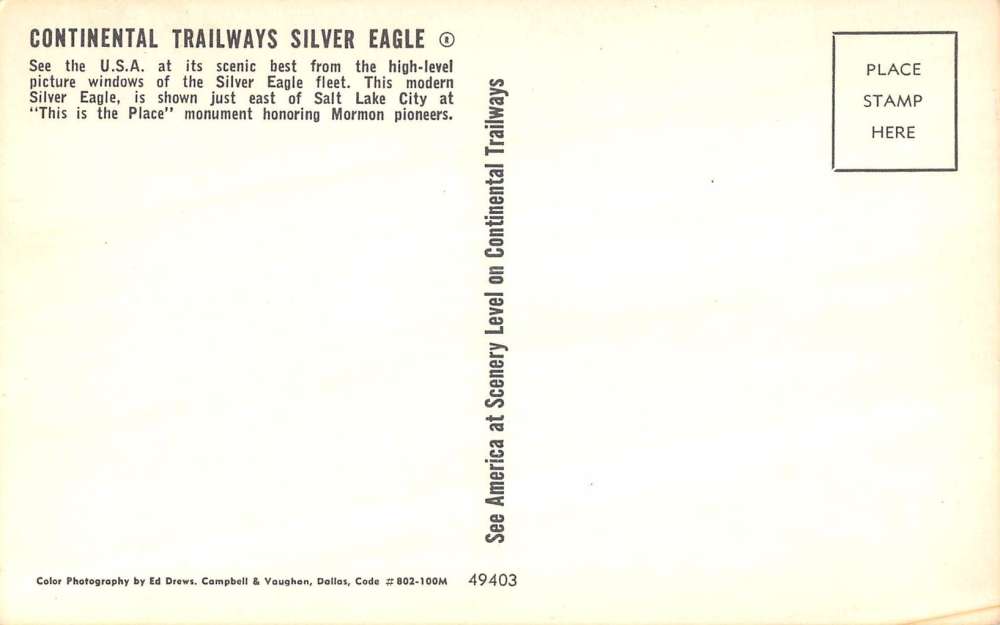 CONTINENTAL TRAILWAYS SILVER EAGLE ®
See the U.S.A. at its scenic best from the high-level
picture windows of the Silver Eagle fleet. This modern
Silver Eagle, is shown just east of Salt Lake City at
"This is the Place" monument honoring Mormon pioneers.
See America at Scenery Level on Continental Trailways
PLACE
STAMP
HERE
Color Photography by Ed Drews. Campbell & Vaughan, Dallas, Code #802-100M
49403